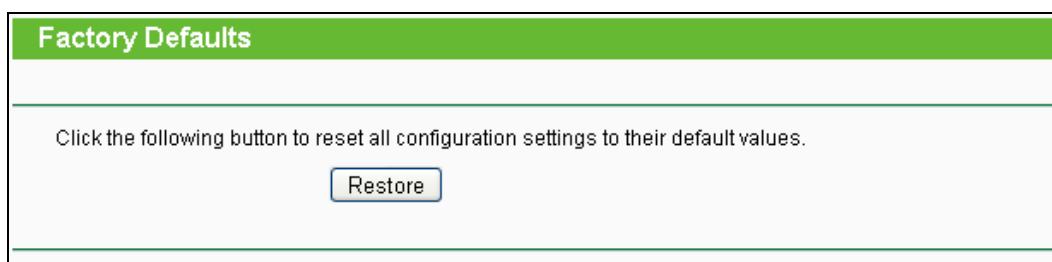 Factory Defaults
Click the following button to reset all configuration settings to their default values.
Restore